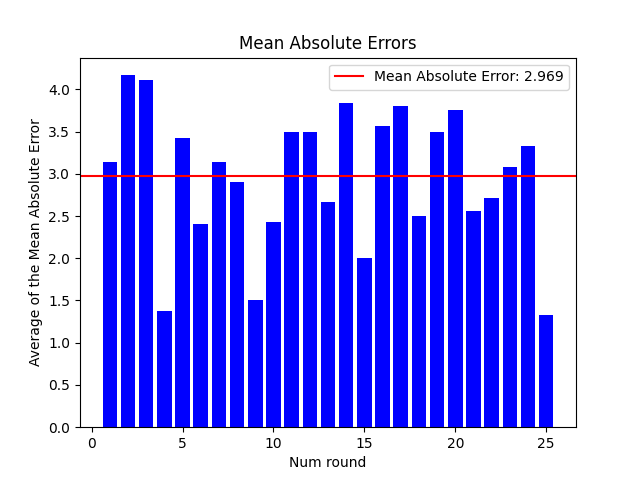 Mean Absolute Errors
Mean Absolute Error: 2.969
Average of the Mean Absolute Error
4.0
3.5
3.0
2.5
2.0
1.5
1.0
0.5
0.0
0 5 10 15 20 25
Num round